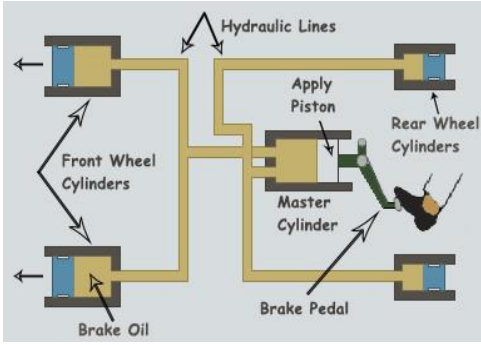 Hydraulic Lines
Apply
Piston
Rear Wheel
Cylinders
Front Wheel
Cylinders
Master
Cylinder
Brake Pedal
Brake Oil